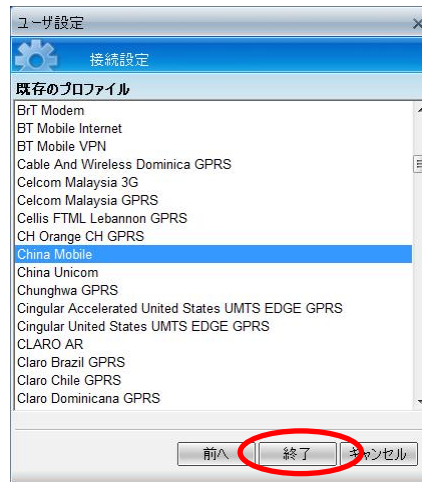 ユーザ設定
接続設定
既存のプロファイル
BrT Modem
BT Mobile Internet
BT Mobile VPN
Cable And Wireless Dominica GPRS
Celcom Malaysia 3G
Celcom Malaysia GPRS
Cellis FTML Lebannon GPRS
CH Orange CH GPRS
China Mobile
China Unicom
Chunghwa GPRS
Cingular Accelerated United States UMTS EDGE GPRS
Cingular United States UMTS EDGE GPRS
CLARO AR
Claro Brazil GPRS
Claro Chile GPRS
Claro Dominicana GPRS
前へ 終了 キャンセル